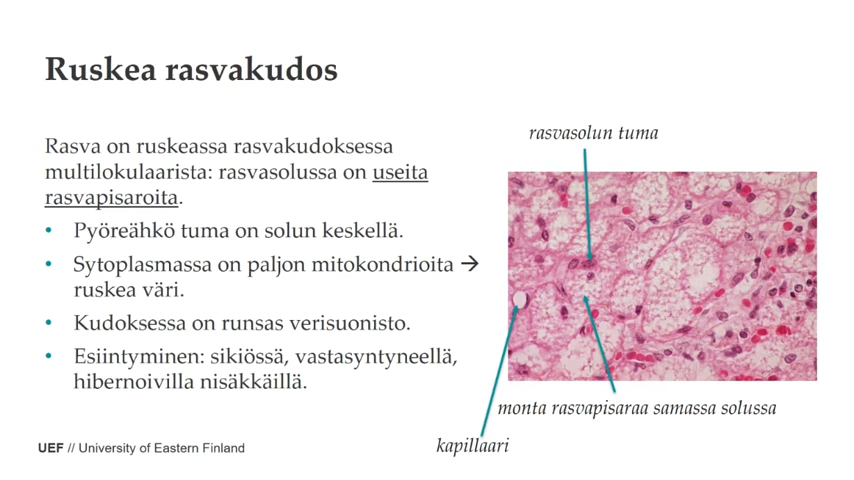 Ruskea rasvakudos
Rasva on ruskeassa rasvakudoksessa
multilokulaarista: rasvasolussa on useita
rasvapisaroita.
• Pyöreähkö tuma on solun keskellä.
• Sytoplasmassa on paljon mitokondrioita →
ruskea väri.
• Kudoksessa on runsas verisuonisto.
• Esiintyminen: sikiössä, vastasyntyneellä,
hibernoivilla nisäkkäillä.
rasvasolun tuma
monta rasvapisaraa samassa solussa
kapillaari
UEF // University of Eastern Finland